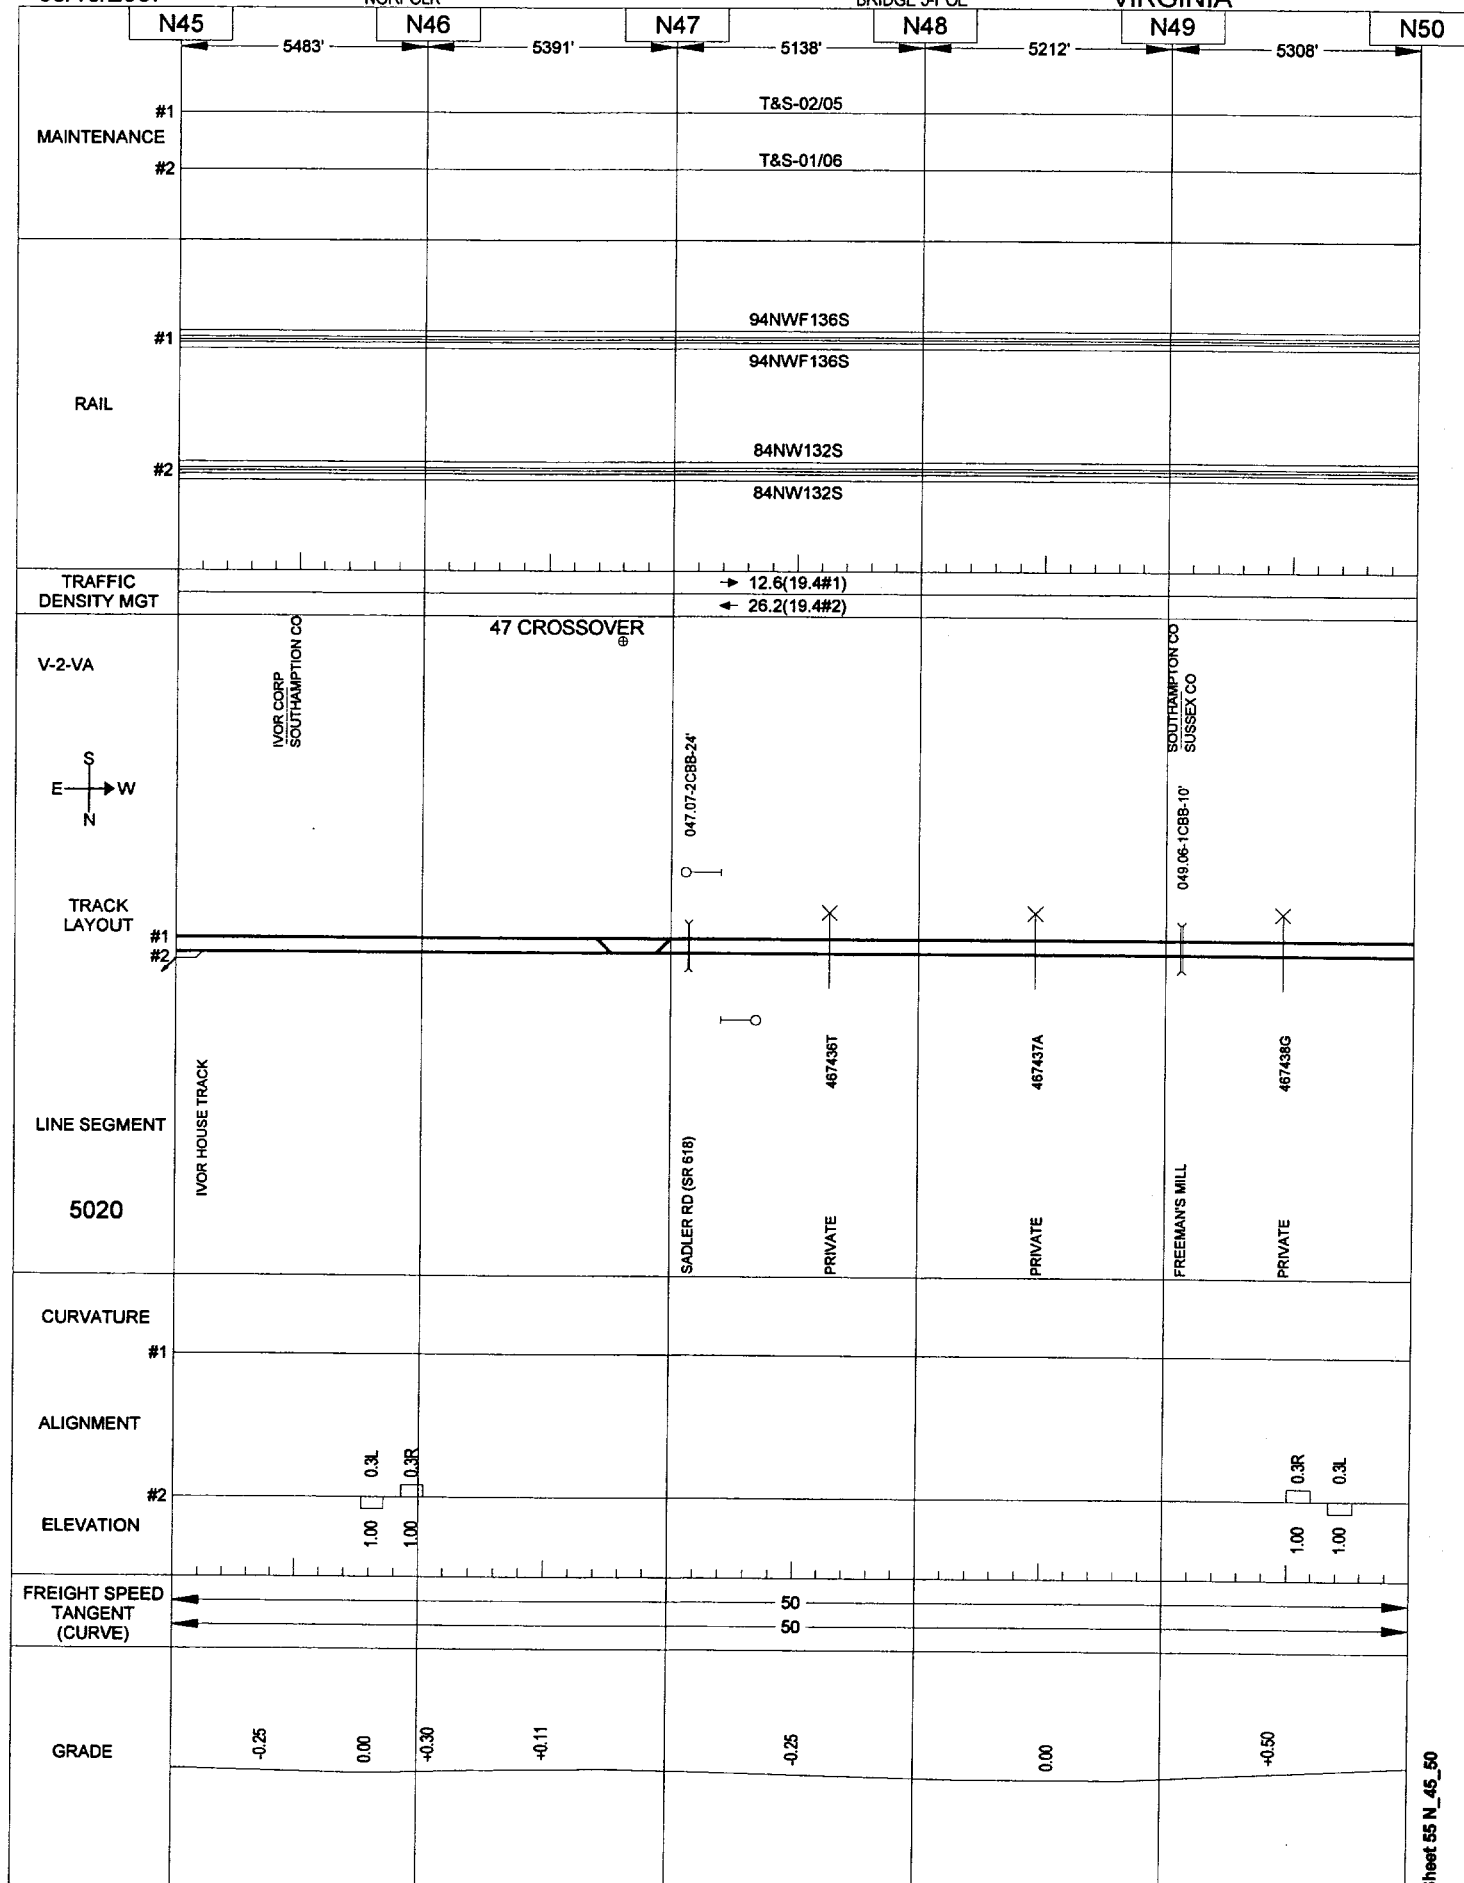 NORFOLK
VIRGINIA
N45 N46 N47 N48 N49 N50
5483' 5391' 5138' 5212' 5308'
#1 T&S-02/05
MAINTENANCE
#2 T&S-01/06
94NWF136S
#1
94NWF136S
RAIL
84NW132S
#2
84NW132S
TRAFFIC
DENSITY MGT
12.6(19.4#1)
26.2(19.4#2)
47 CROSSOVER
V-2-VA
IVOR CORP
SOUTHAMPTON CO
SOUTHAMPTON CO
SUSSEX CO
S
E W
N
047.07-2CBB-24'
049.06-1CBB-10'
TRACK
LAYOUT
#1
#2
IVOR HOUSE TRACK
467436T
467437A
467438G
LINE SEGMENT
5020
SADLER RD (SR 618)
PRIVATE
PRIVATE
FREEMAN'S MILL
PRIVATE
CURVATURE
#1
ALIGNMENT
0.3L 0.3R 0.3R 0.3L
#2
ELEVATION
1.00 1.00 1.00 1.00
FREIGHT SPEED
TANGENT
(CURVE)
50
50
GRADE
-0.25 0.00 +0.30 +0.11 -0.25 0.00 +0.50
heet 55 N_45_50